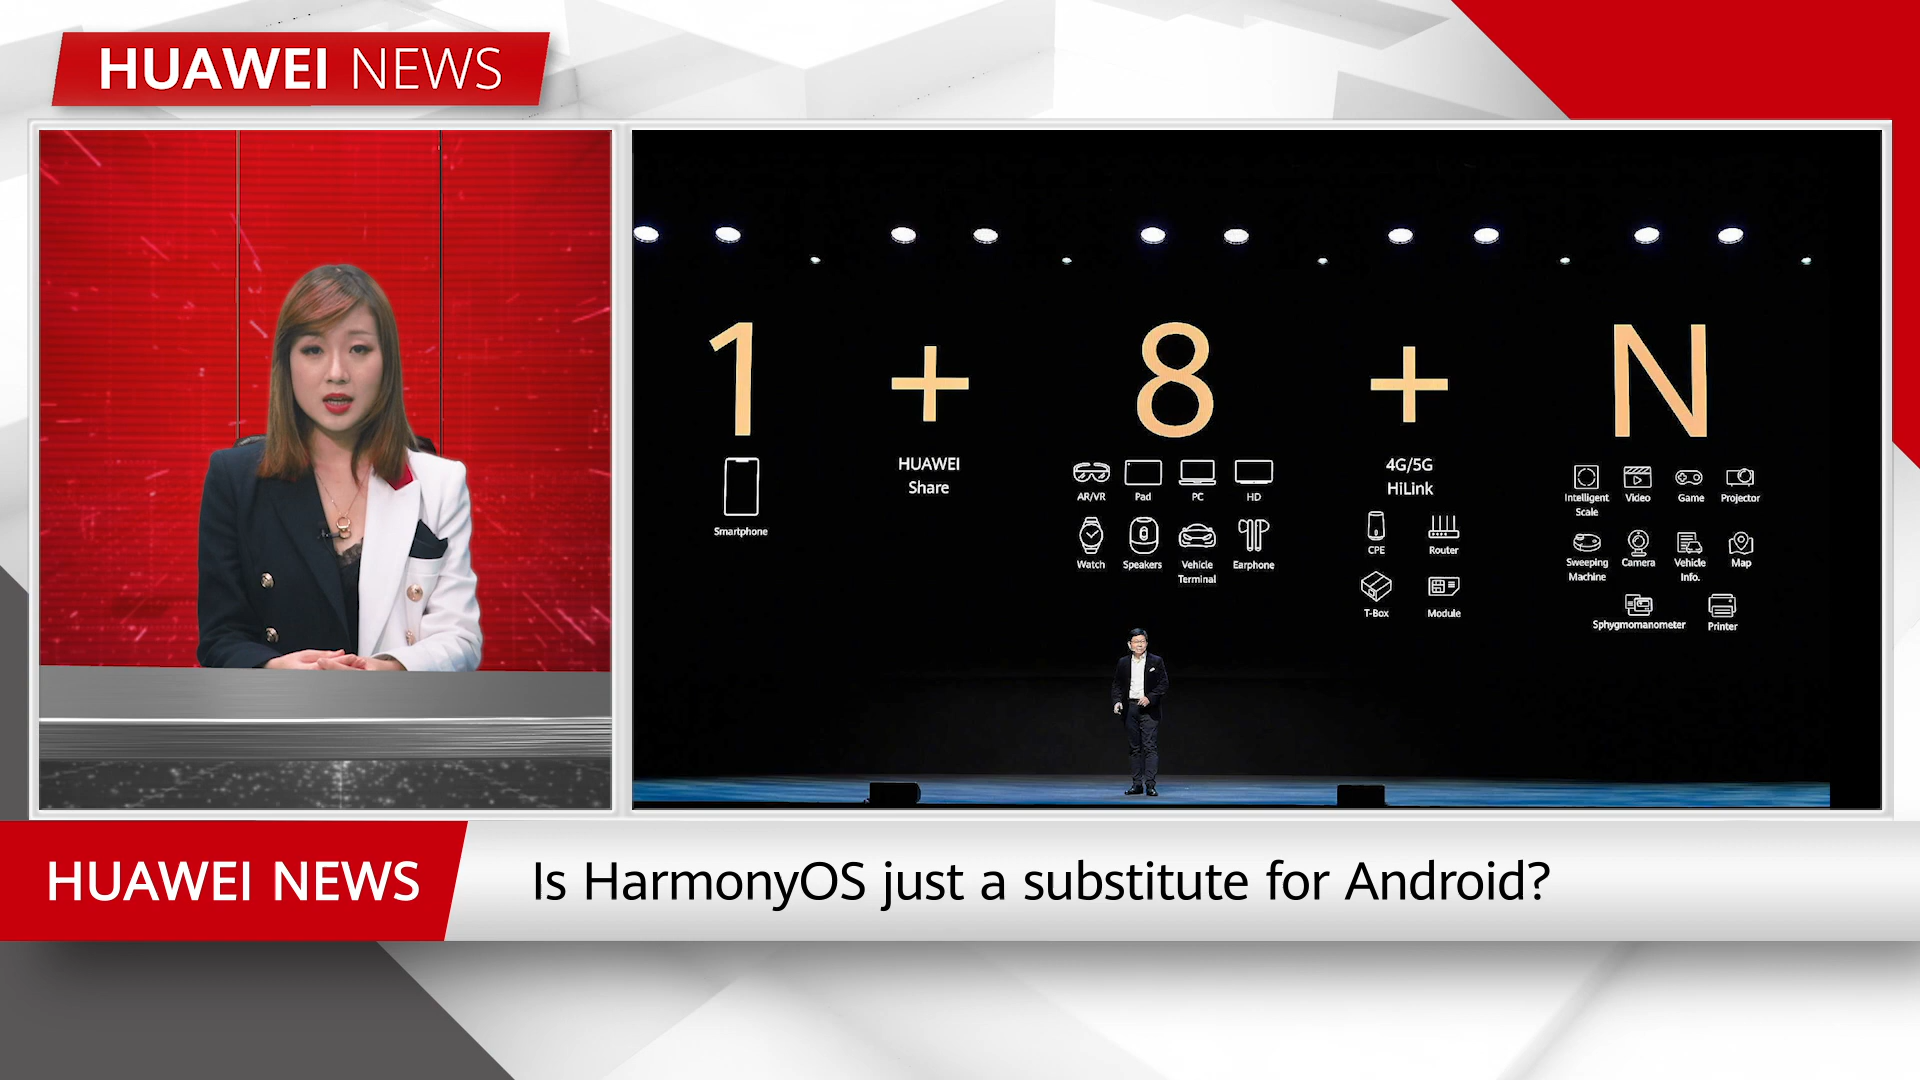 HUAWEI NEWS
1 + 8 + N
Smartphone
HUAWEI
Share
AR/VR Pad PC HD
Watch Speakers Vehicle Terminal Earphone
4G/5G
HiLink
CPE Router
T-Box Module
Intelligent Scale Video Game Projector
Sweeping Machine Camera Vehicle Info. Map
Sphygmomanometer Printer
HUAWEI NEWS
Is HarmonyOS just a substitute for Android?